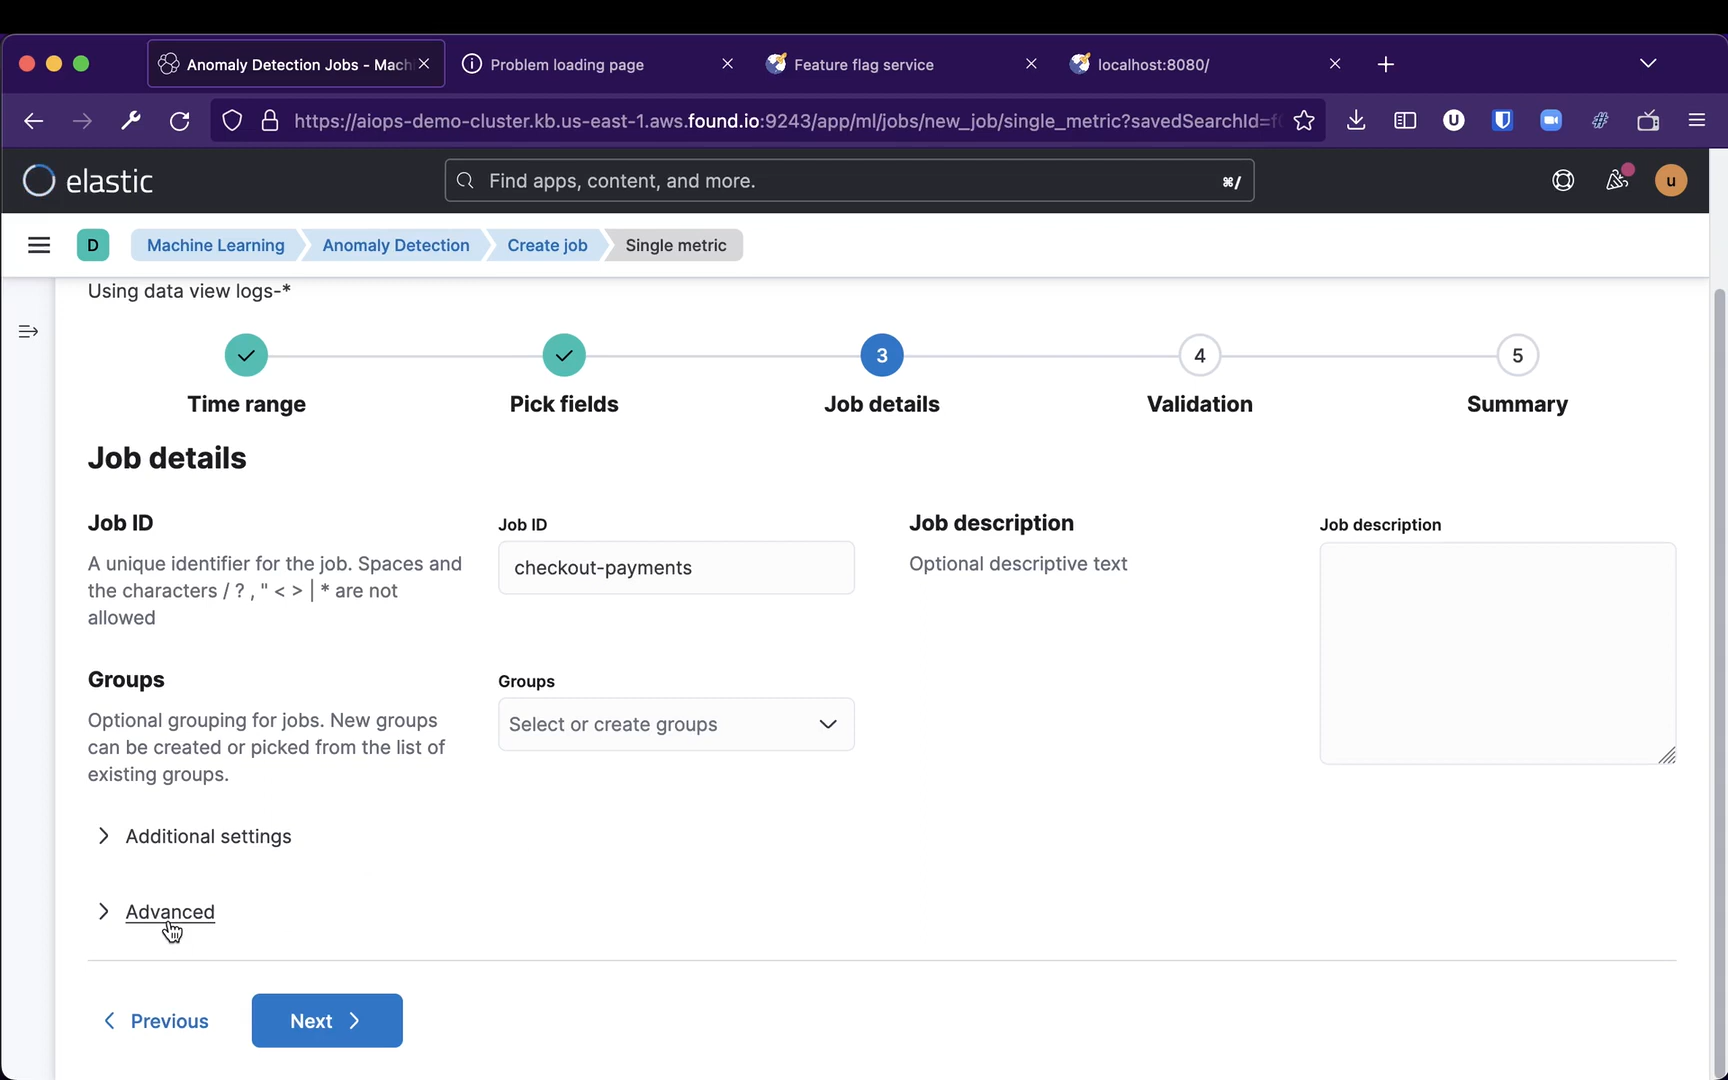 Anomaly Detection Jobs - Mach
Problem loading page
Feature flag service
localhost:8080/
https://aiops-demo-cluster.kb.us-east-1.aws.found.io:9243/app/ml/jobs/new_job/single_metric?savedSearchId=f
elastic
Find apps, content, and more.
⌘/
u
D
Machine Learning
Anomaly Detection
Create job
Single metric
Using data view logs-*
3
4
5
Time range
Pick fields
Job details
Validation
Summary
Job details
Job ID
A unique identifier for the job. Spaces and
the characters / ? , " < > | * are not
allowed
Job ID
checkout-payments
Job description
Optional descriptive text
Job description
Groups
Optional grouping for jobs. New groups
can be created or picked from the list of
existing groups.
Groups
Select or create groups
Additional settings
Advanced
Previous
Next